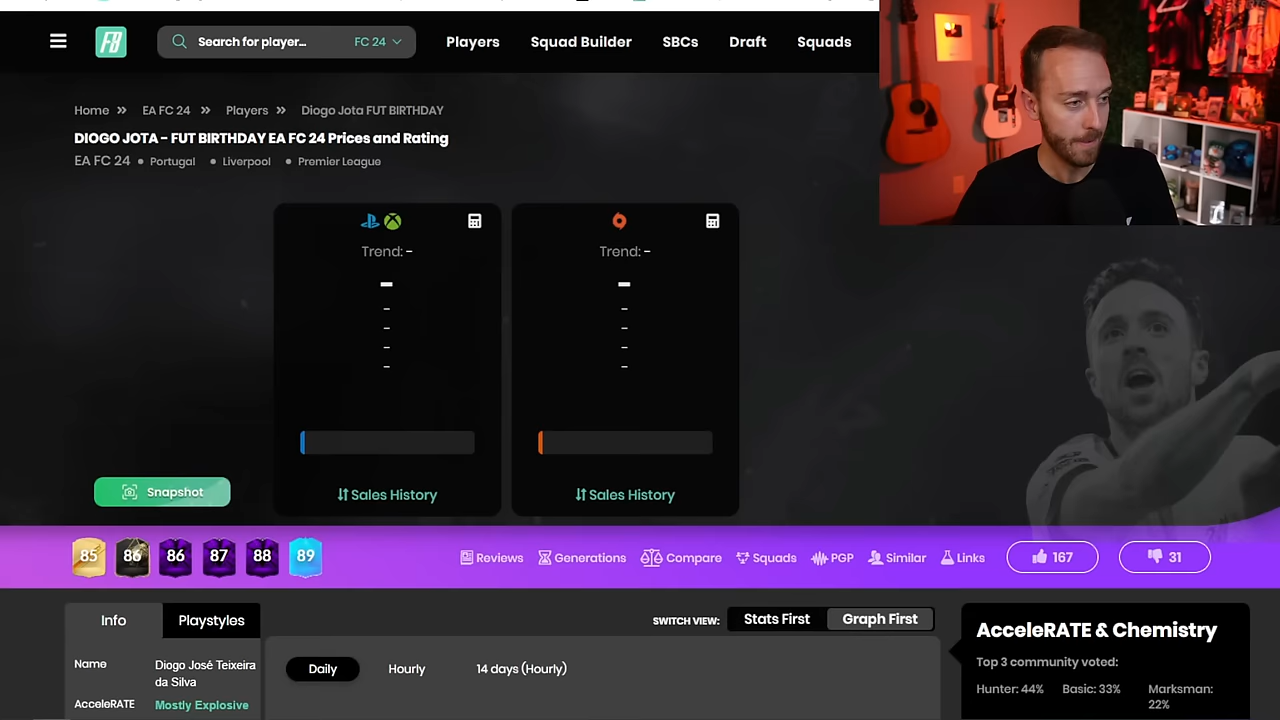 FB
Search for player...
FC 24
Players
Squad Builder
SBCs
Draft
Squads
Home » EA FC 24 » Players » Diogo Jota FUT BIRTHDAY
DIOGO JOTA - FUT BIRTHDAY EA FC 24 Prices and Rating
EA FC 24 • Portugal • Liverpool • Premier League
Trend: -
Trend: -
-
-
-
-
-
-
-
-
-
-
Sales History
Sales History
Snapshot
85
86
86
87
88
89
Reviews
Generations
Compare
Squads
PGP
Similar
Links
167
31
Info
Playstyles
SWITCH VIEW:
Stats First
Graph First
Name
Diogo José Teixeira
da Silva
AcceleRATE
Mostly Explosive
Daily
Hourly
14 days (Hourly)
AcceleRATE & Chemistry
Top 3 community voted:
Hunter: 44%
Basic: 33%
Marksman:
22%